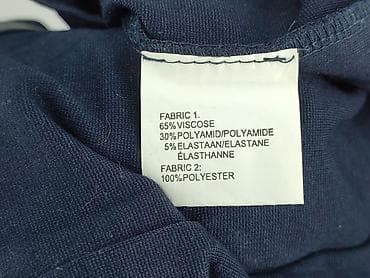 FABRIC 1.
65%VISCOSE
30%POLYAMID/POLYAMIDE
5%ELASTAAN/ELASTANE
ÉLASTHANNE
FABRIC 2:
100%POLYESTER